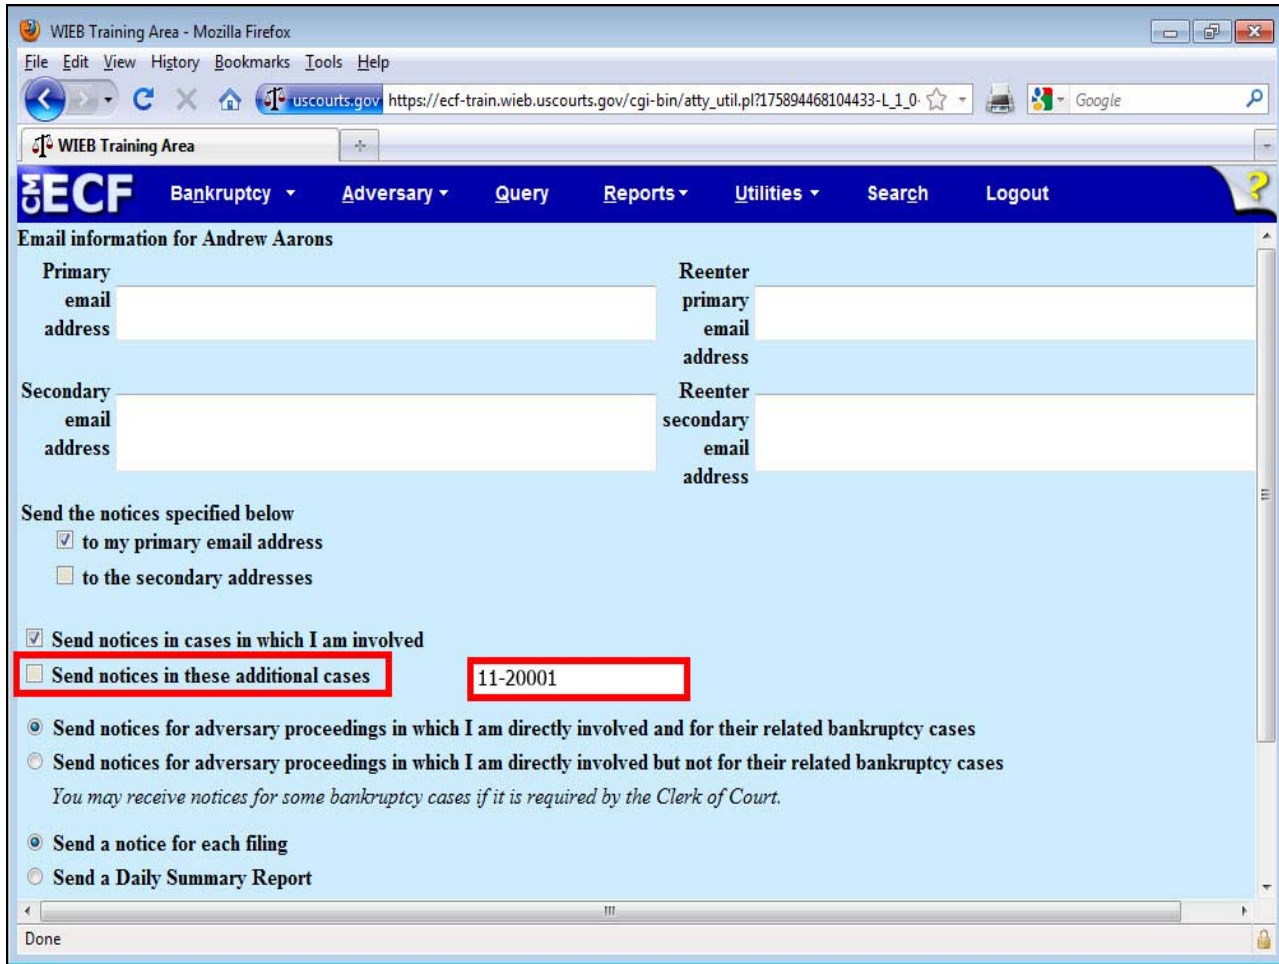 WIEB Training Area - Mozilla Firefox
File Edit View History Bookmarks Tools Help
uscourts.gov https://ecf-train.wieb.uscourts.gov/cgi-bin/atty_util.pl?175894468104433-L_1_0- Google
WIEB Training Area
CM ECF Bankruptcy Adversary Query Reports Utilities Search Logout ?
Email information for Andrew Aarons
Primary email address
Reenter primary email address
Secondary email address
Reenter secondary email address
Send the notices specified below
to my primary email address
to the secondary addresses
Send notices in cases in which I am involved
Send notices in these additional cases 11-20001
Send notices for adversary proceedings in which I am directly involved and for their related bankruptcy cases
Send notices for adversary proceedings in which I am directly involved but not for their related bankruptcy cases
You may receive notices for some bankruptcy cases if it is required by the Clerk of Court.
Send a notice for each filing
Send a Daily Summary Report
Done